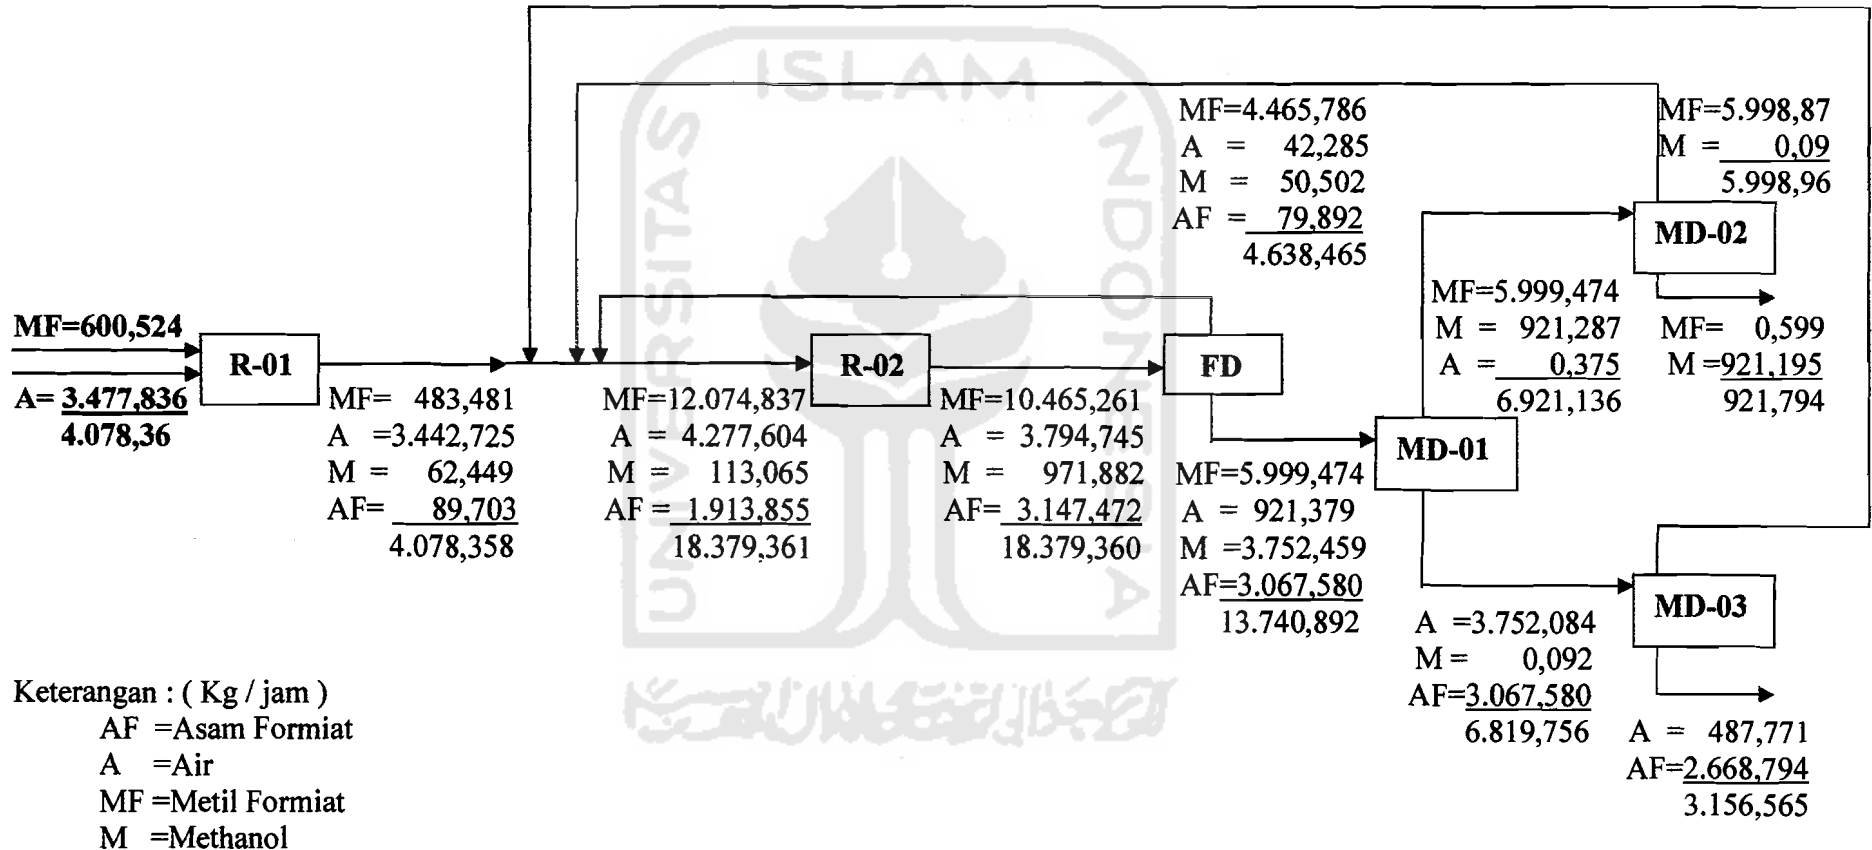 ISLAM
UNIVERSITAS
INDONESIA
MF=4.465,786
A = 42,285
M = 50,502
AF = 79,892
4.638,465
MF=5.998,87
M = 0,09
5.998,96
MD-02
MF=5.999,474
M = 921,287
A = 0,375
6.921,136
MF= 0,599
M =921,195
921,794
MF=600,524
A= 3.477,836
4.078,36
R-01
MF= 483,481
A =3.442,725
M = 62,449
AF= 89,703
4.078,358
MF=12.074,837
A = 4.277,604
M = 113,065
AF = 1.913,855
18.379,361
R-02
MF=10.465,261
A = 3.794,745
M = 971,882
AF= 3.147,472
18.379,360
FD
MF=5.999,474
A = 921,379
M =3.752,459
AF=3.067,580
13.740,892
MD-01
A =3.752,084
M = 0,092
AF=3.067,580
6.819,756
MD-03
A = 487,771
AF=2.668,794
3.156,565
Keterangan : ( Kg / jam )
AF =Asam Formiat
A =Air
MF =Metil Formiat
M =Methanol